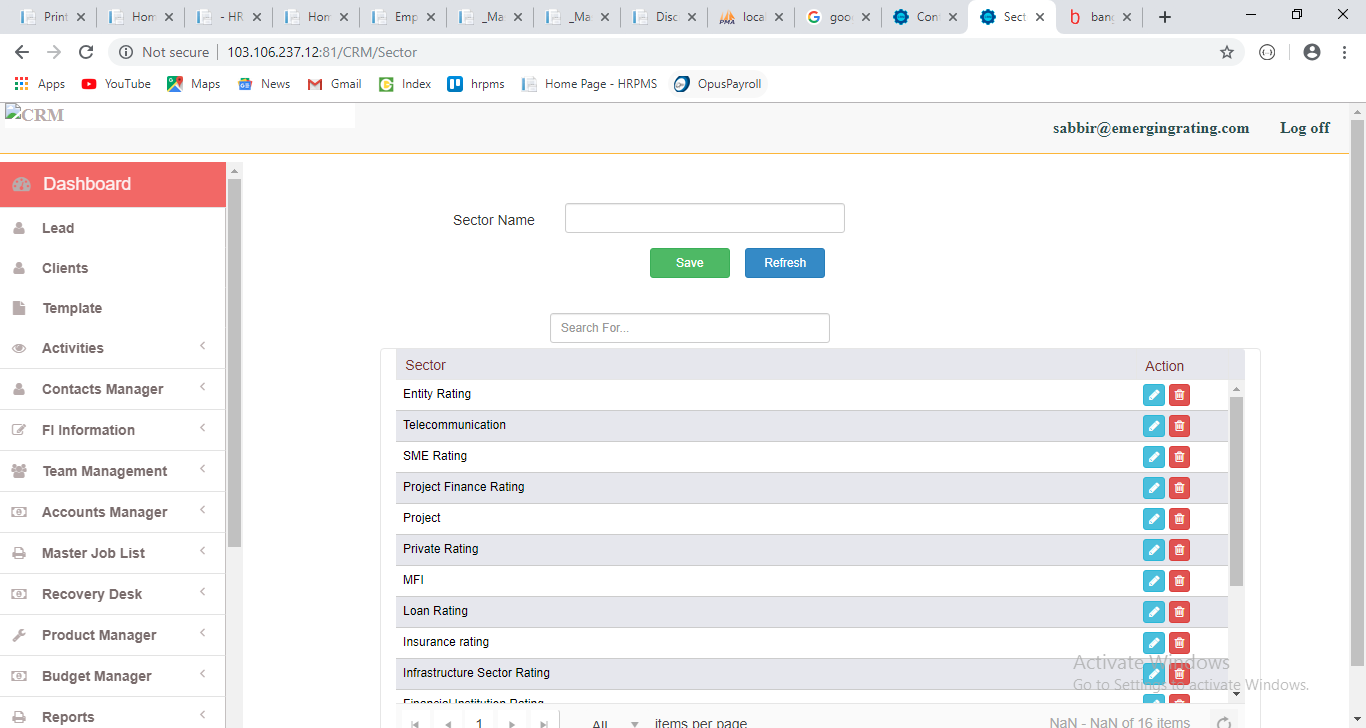 Print
Hom
- HR
Hom
Emp
_Ma
_Ma
Disc
local
goo
Con
Sect
bang
Not secure
103.106.237.12:81/CRM/Sector
Apps
YouTube
Maps
News
Gmail
Index
hrpms
Home Page - HRPMS
OpusPayroll
CRM
sabbir@emergingrating.com
Log off
Dashboard
Lead
Clients
Template
Activities
Contacts Manager
FI Information
Team Management
Accounts Manager
Master Job List
Recovery Desk
Product Manager
Budget Manager
Reports
Sector Name
Save
Refresh
Search For...
Sector
Action
Entity Rating
Telecommunication
SME Rating
Project Finance Rating
Project
Private Rating
MFI
Loan Rating
Insurance rating
Infrastructure Sector Rating
Financial Institution Rating
Activate Windows
Go to Settings to activate Windows.
1
All
items per page
NaN - NaN of 16 items